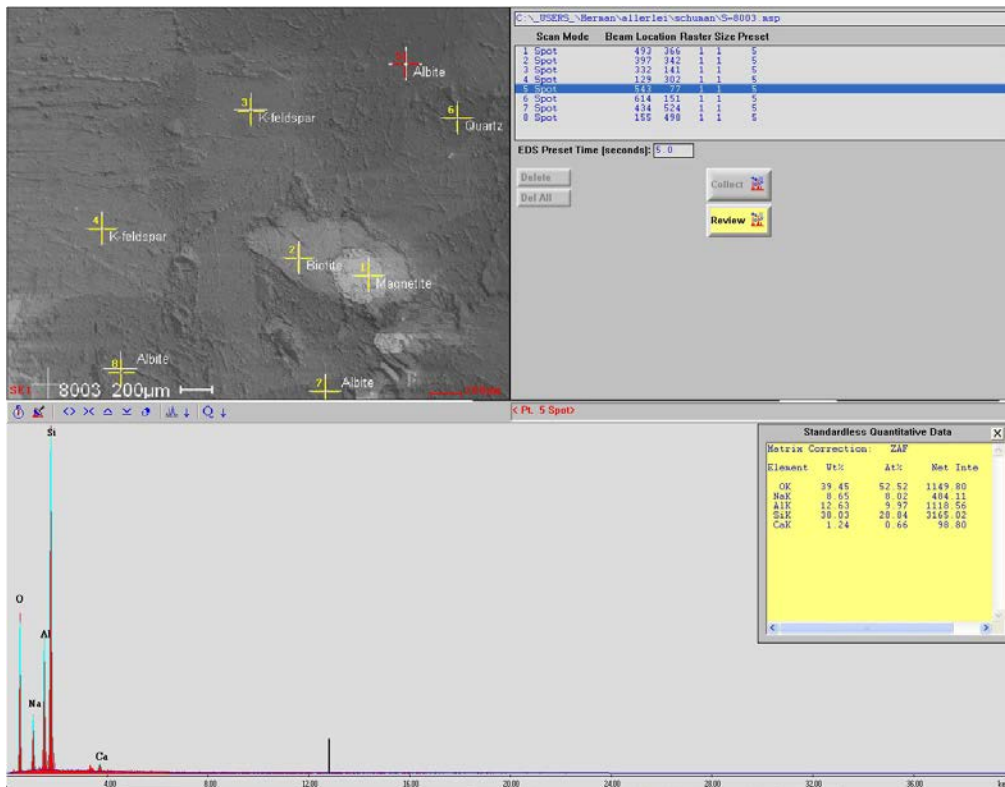 5
Albite
3
K-feldspar
6
Quartz
4
K-feldspar
2
Biotite
1
Magnetite
Albite
8
7
Albite
SE1
8003 200µm
C:\_USERS_\Herman\allerlei\schuman\S-8003.msp
Scan Mode Beam Location Raster Size Preset
1 Spot 493 366 1 1 5
2 Spot 397 342 1 1 5
3 Spot 332 141 1 1 5
4 Spot 129 302 1 1 5
5 Spot 543 77 1 1 5
6 Spot 614 151 1 1 5
7 Spot 434 524 1 1 5
8 Spot 155 498 1 1 5
EDS Preset Time [seconds]: 5.0
Delete
Del All
Collect
Review
Q
< Pt. 5 Spot>
Si
O
Al
Na
Ca
4.00 8.00 12.00 16.00 20.00 24.00 28.00 32.00 36.00
Standardless Quantitative Data X
Matrix Correction: ZAF
Element Wt% At% Net Inte
OK 39.45 52.52 1149.80
NaK 8.65 8.02 484.11
AlK 12.63 9.97 1118.56
SiK 38.03 28.84 3165.02
CaK 1.24 0.66 98.80